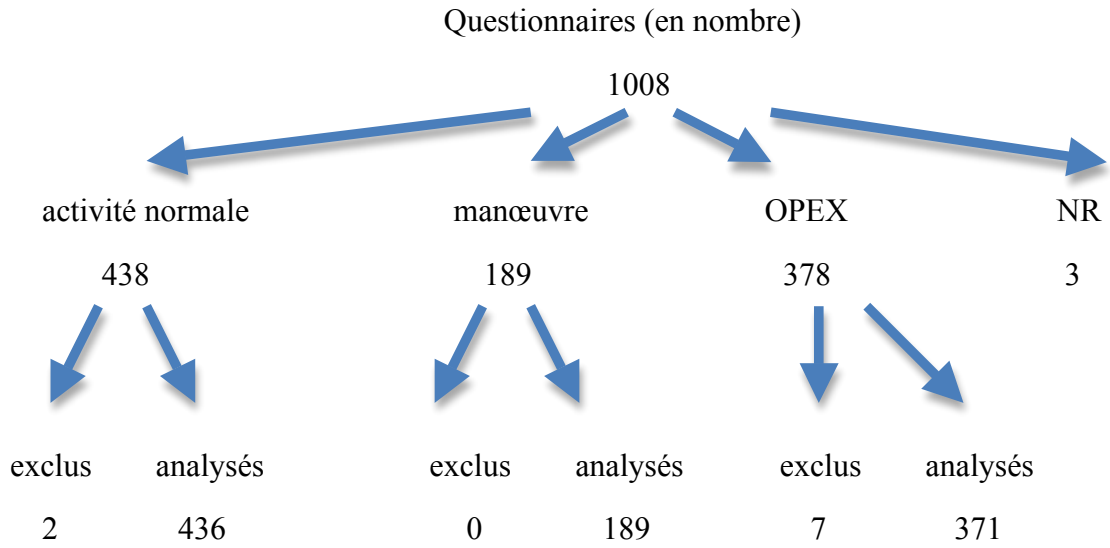 Questionnaires (en nombre)
1008
activité normale manœuvre OPEX NR
438 189 378 3
exclus analysés exclus analysés exclus analysés
2 436 0 189 7 371